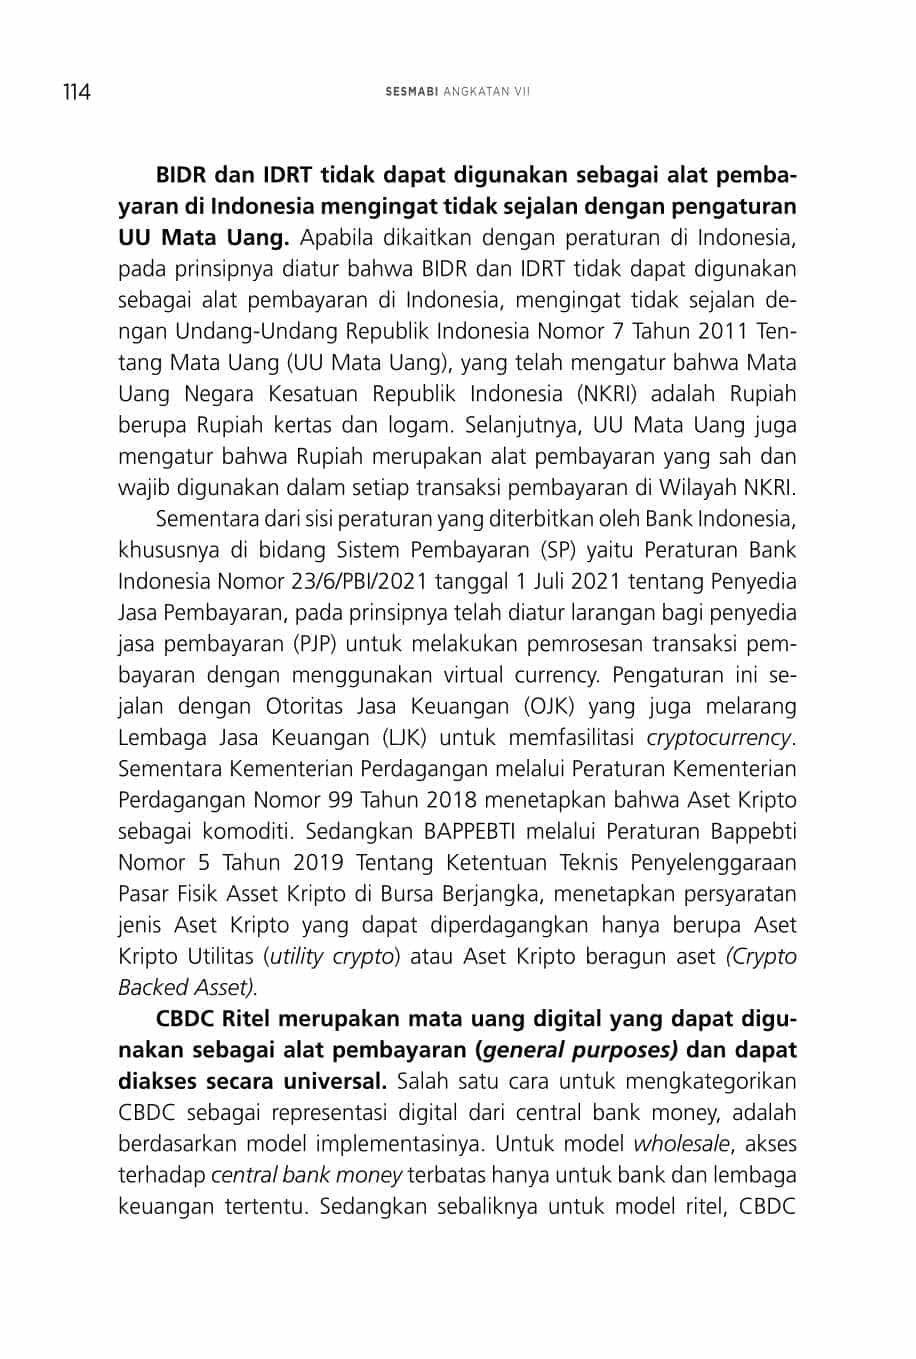 114
SESMABI ANGKATAN VII
BIDR dan IDRT tidak dapat digunakan sebagai alat pemba-
yaran di Indonesia mengingat tidak sejalan dengan pengaturan
UU Mata Uang. Apabila dikaitkan dengan peraturan di Indonesia,
pada prinsipnya diatur bahwa BIDR dan IDRT tidak dapat digunakan
sebagai alat pembayaran di Indonesia, mengingat tidak sejalan de-
ngan Undang-Undang Republik Indonesia Nomor 7 Tahun 2011 Ten-
tang Mata Uang (UU Mata Uang), yang telah mengatur bahwa Mata
Uang Negara Kesatuan Republik Indonesia (NKRI) adalah Rupiah
berupa Rupiah kertas dan logam. Selanjutnya, UU Mata Uang juga
mengatur bahwa Rupiah merupakan alat pembayaran yang sah dan
wajib digunakan dalam setiap transaksi pembayaran di Wilayah NKRI.
Sementara dari sisi peraturan yang diterbitkan oleh Bank Indonesia,
khususnya di bidang Sistem Pembayaran (SP) yaitu Peraturan Bank
Indonesia Nomor 23/6/PBI/2021 tanggal 1 Juli 2021 tentang Penyedia
Jasa Pembayaran, pada prinsipnya telah diatur larangan bagi penyedia
jasa pembayaran (PJP) untuk melakukan pemrosesan transaksi pem-
bayaran dengan menggunakan virtual currency. Pengaturan ini se-
jalan dengan Otoritas Jasa Keuangan (OJK) yang juga melarang
Lembaga Jasa Keuangan (LJK) untuk memfasilitasi cryptocurrency.
Sementara Kementerian Perdagangan melalui Peraturan Kementerian
Perdagangan Nomor 99 Tahun 2018 menetapkan bahwa Aset Kripto
sebagai komoditi. Sedangkan BAPPEBTI melalui Peraturan Bappebti
Nomor 5 Tahun 2019 Tentang Ketentuan Teknis Penyelenggaraan
Pasar Fisik Asset Kripto di Bursa Berjangka, menetapkan persyaratan
jenis Aset Kripto yang dapat diperdagangkan hanya berupa Aset
Kripto Utilitas (utility crypto) atau Aset Kripto beragun aset (Crypto
Backed Asset).
CBDC Ritel merupakan mata uang digital yang dapat digu-
nakan sebagai alat pembayaran (general purposes) dan dapat
diakses secara universal. Salah satu cara untuk mengkategorikan
CBDC sebagai representasi digital dari central bank money, adalah
berdasarkan model implementasinya. Untuk model wholesale, akses
terhadap central bank money terbatas hanya untuk bank dan lembaga
keuangan tertentu. Sedangkan sebaliknya untuk model ritel, CBDC